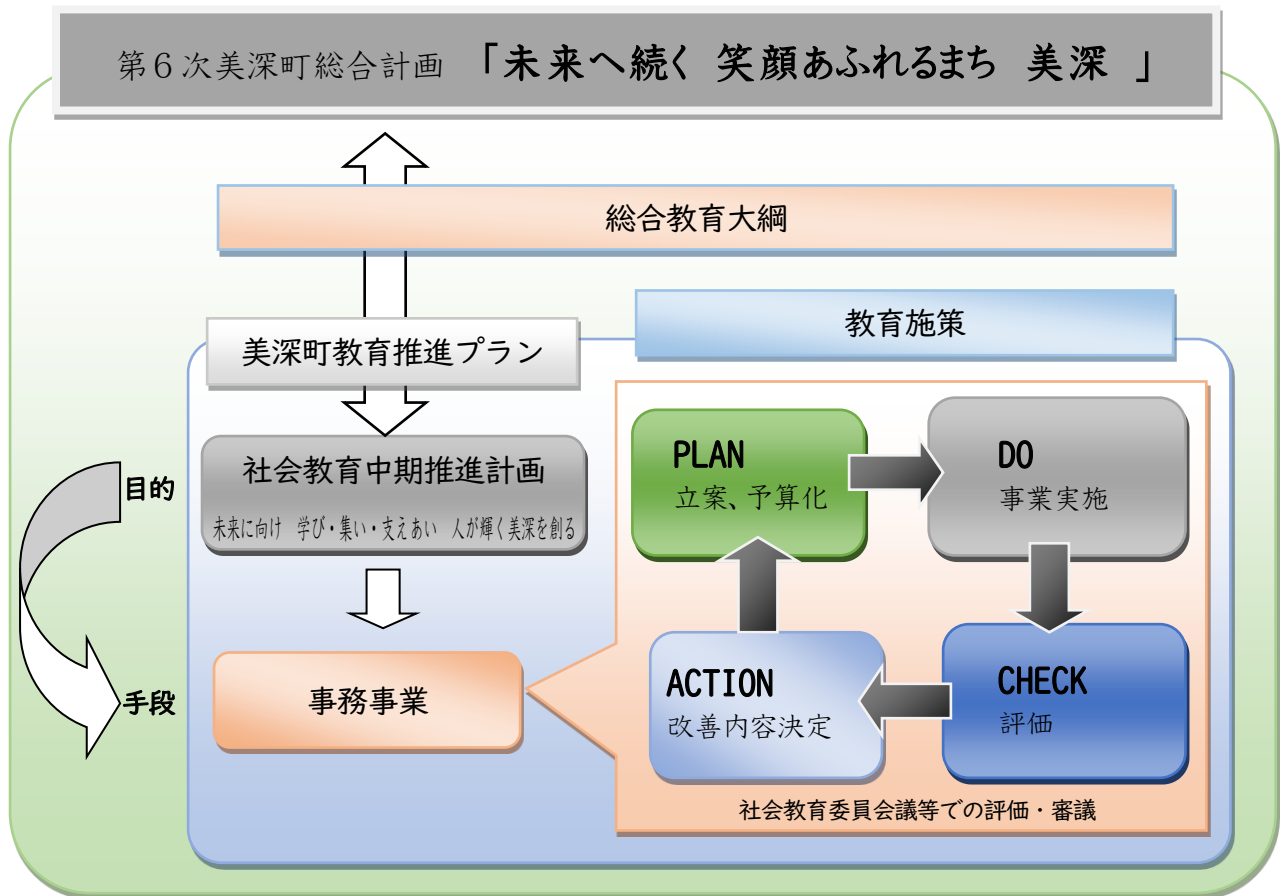 第6次美深町総合計画 「未来へ続く 笑顔あふれるまち 美深 」
総合教育大綱
教育施策
美深町教育推進プラン
社会教育中期推進計画
未来に向け 学び・集い・支えあい 人が輝く美深を創る
目的
手段
事務事業
PLAN
立案、予算化
DO
事業実施
ACTION
改善内容決定
CHECK
評価
社会教育委員会議等での評価・審議